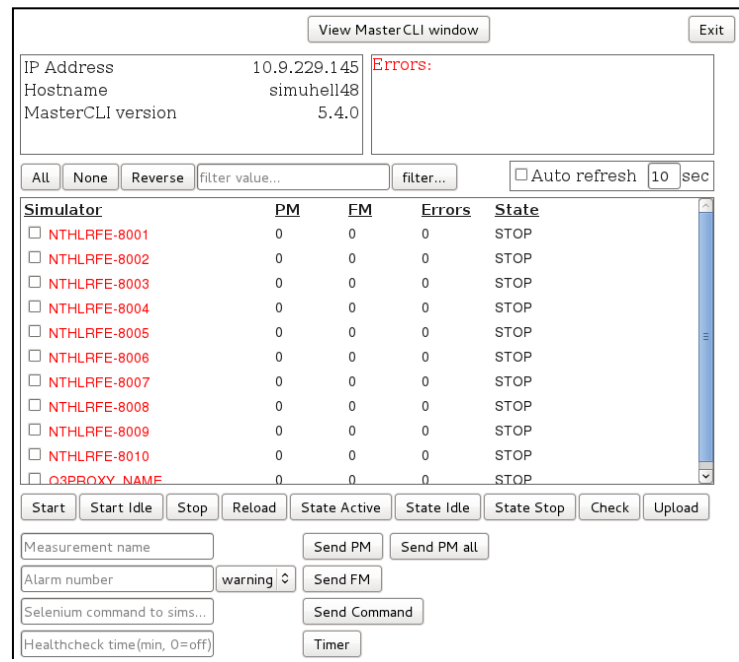 View MasterCLI window Exit
IP Address 10.9.229.145 Errors:
Hostname simuhell48
MasterCLI version 5.4.0
All None Reverse filter value... filter... Auto refresh 10 sec
Simulator PM FM Errors State
NTHLRFE-8001 0 0 0 STOP
NTHLRFE-8002 0 0 0 STOP
NTHLRFE-8003 0 0 0 STOP
NTHLRFE-8004 0 0 0 STOP
NTHLRFE-8005 0 0 0 STOP
NTHLRFE-8006 0 0 0 STOP
NTHLRFE-8007 0 0 0 STOP
NTHLRFE-8008 0 0 0 STOP
NTHLRFE-8009 0 0 0 STOP
NTHLRFE-8010 0 0 0 STOP
Q3PROXY_NAME 0 0 0 STOP
Start Start Idle Stop Reload State Active State Idle State Stop Check Upload
Measurement name Send PM Send PM all
Alarm number warning Send FM
Selenium command to sims... Send Command
Healthcheck time(min, 0=off) Timer